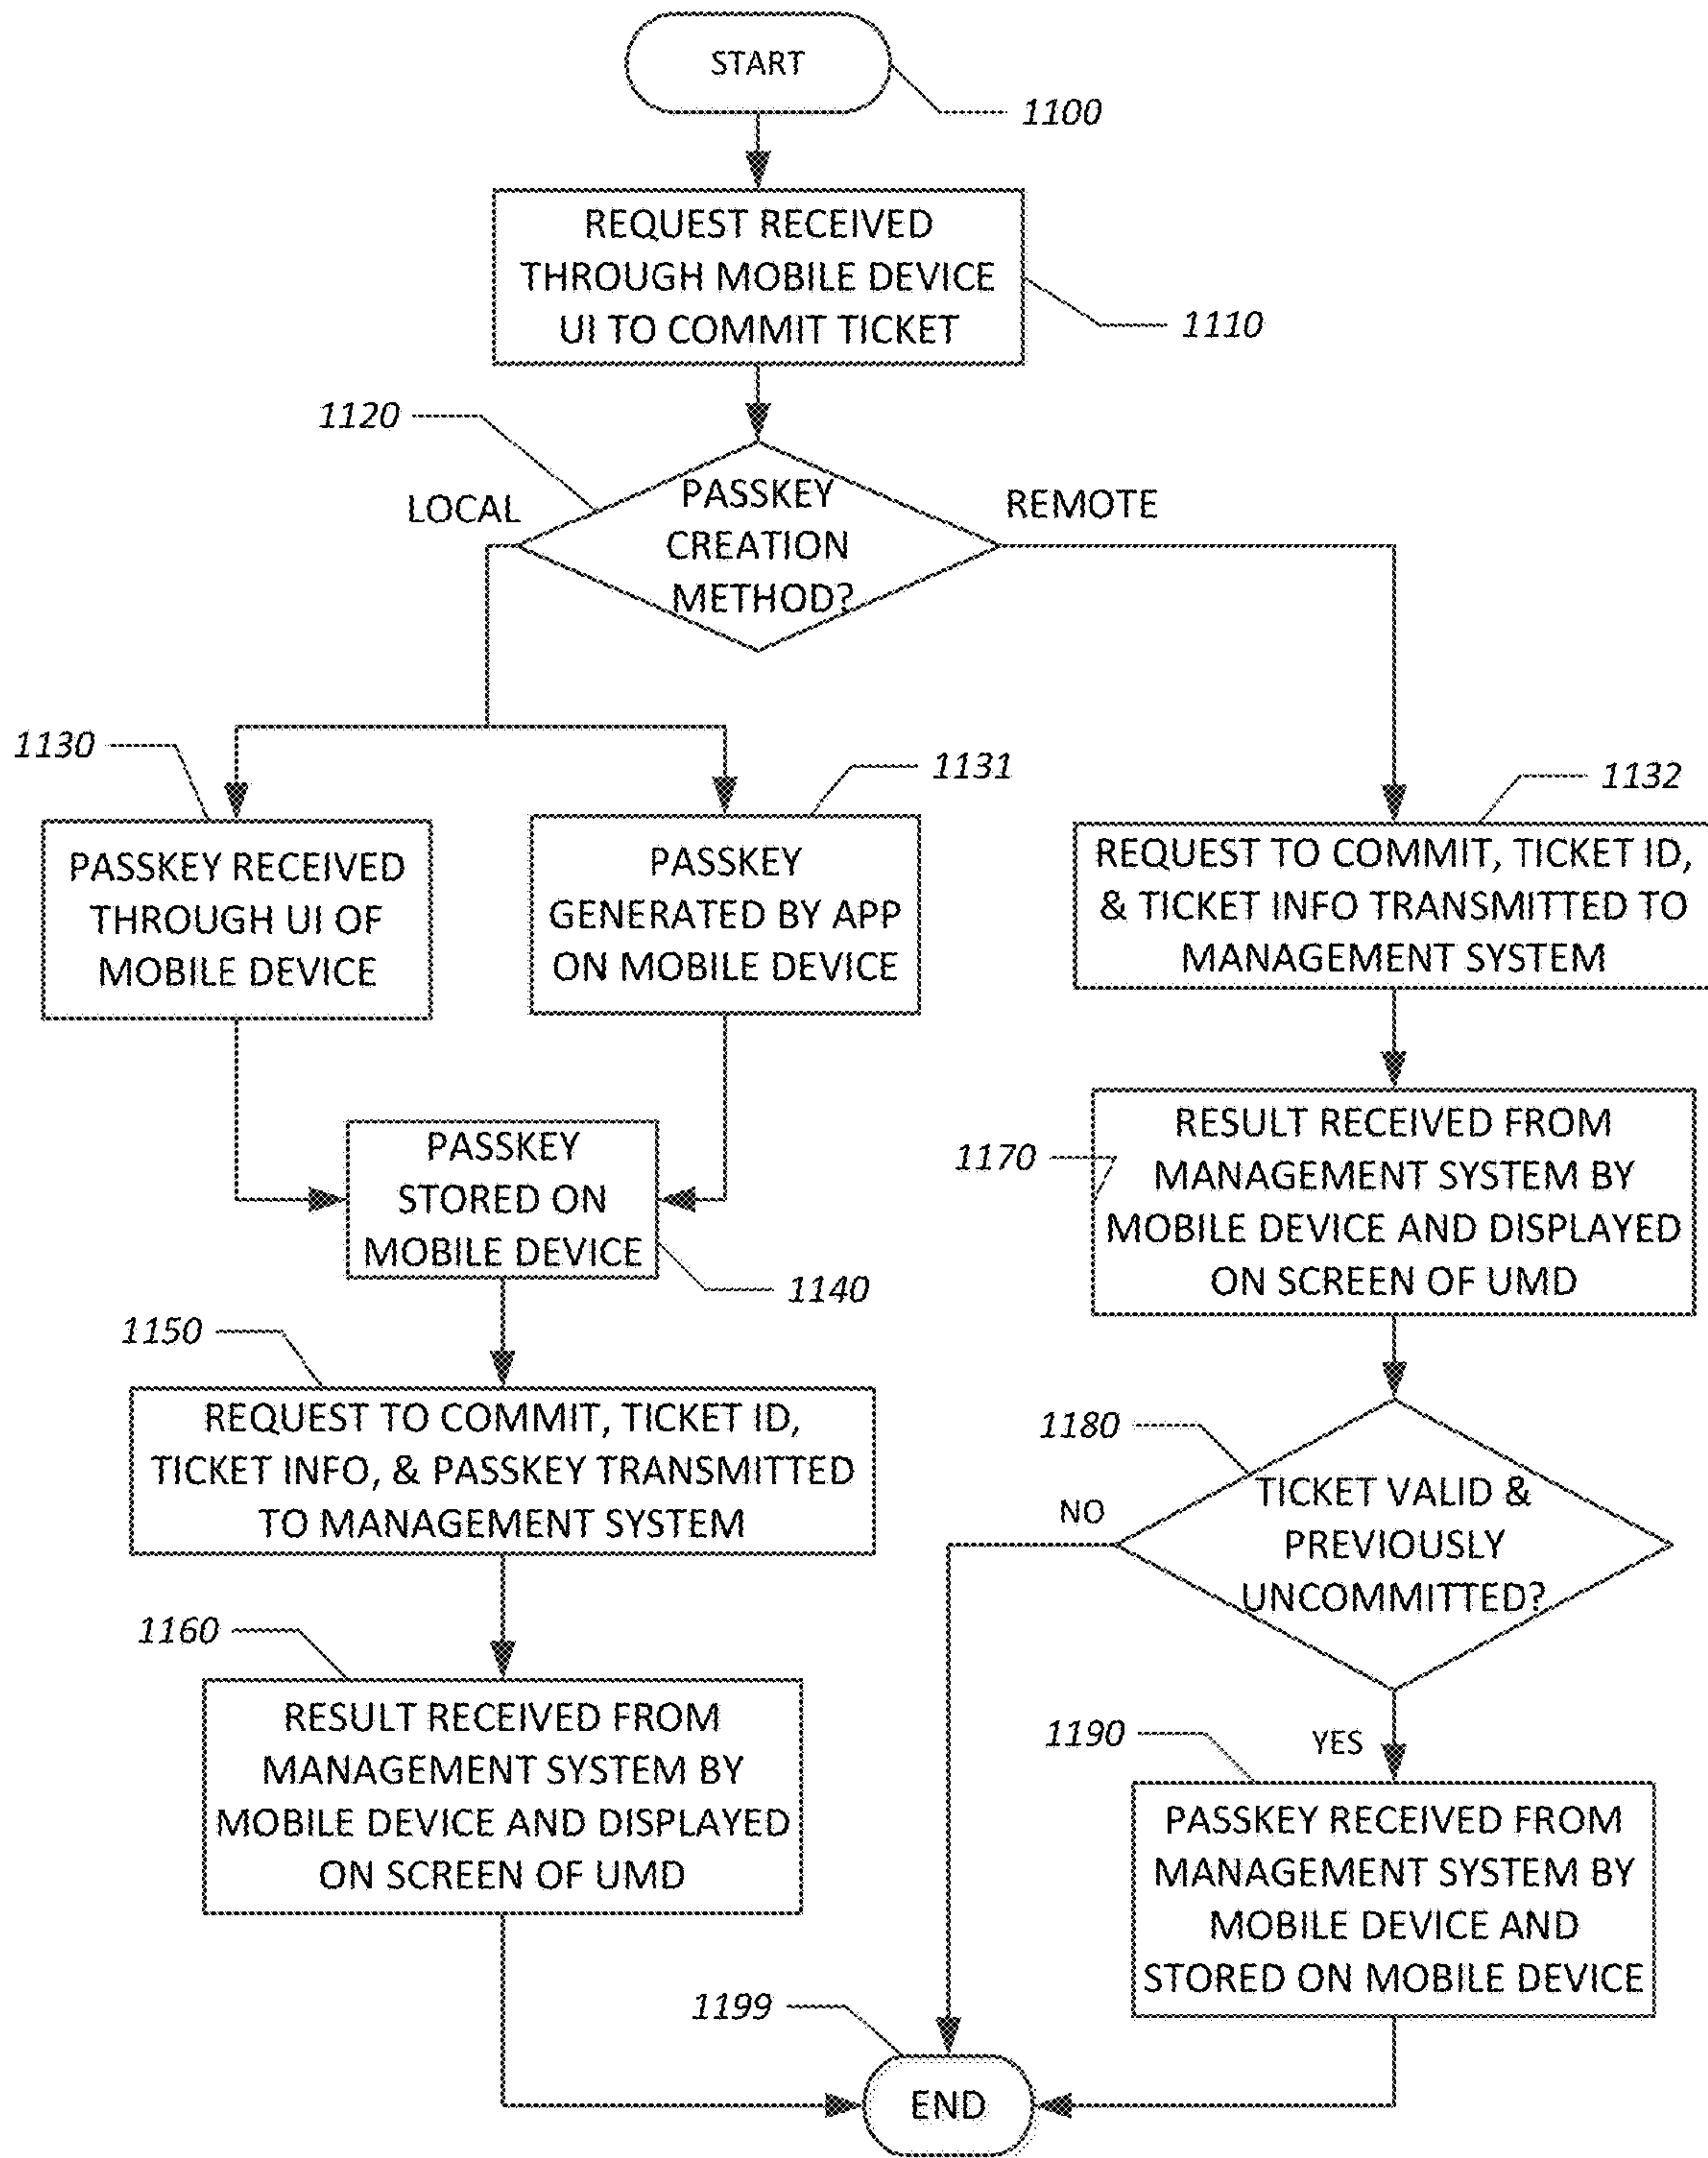 START
1100
REQUEST RECEIVED
THROUGH MOBILE DEVICE
UI TO COMMIT TICKET
1110
1120
LOCAL
PASSKEY
CREATION
METHOD?
REMOTE
1130
PASSKEY RECEIVED
THROUGH UI OF
MOBILE DEVICE
1131
PASSKEY
GENERATED BY APP
ON MOBILE DEVICE
1132
REQUEST TO COMMIT, TICKET ID,
& TICKET INFO TRANSMITTED TO
MANAGEMENT SYSTEM
PASSKEY
STORED ON
MOBILE DEVICE
1140
1170
RESULT RECEIVED FROM
MANAGEMENT SYSTEM BY
MOBILE DEVICE AND DISPLAYED
ON SCREEN OF UMD
1150
REQUEST TO COMMIT, TICKET ID,
TICKET INFO, & PASSKEY TRANSMITTED
TO MANAGEMENT SYSTEM
1180
NO
TICKET VALID &
PREVIOUSLY
UNCOMMITTED?
1160
RESULT RECEIVED FROM
MANAGEMENT SYSTEM BY
MOBILE DEVICE AND DISPLAYED
ON SCREEN OF UMD
YES
1190
PASSKEY RECEIVED FROM
MANAGEMENT SYSTEM BY
MOBILE DEVICE AND
STORED ON MOBILE DEVICE
1199
END